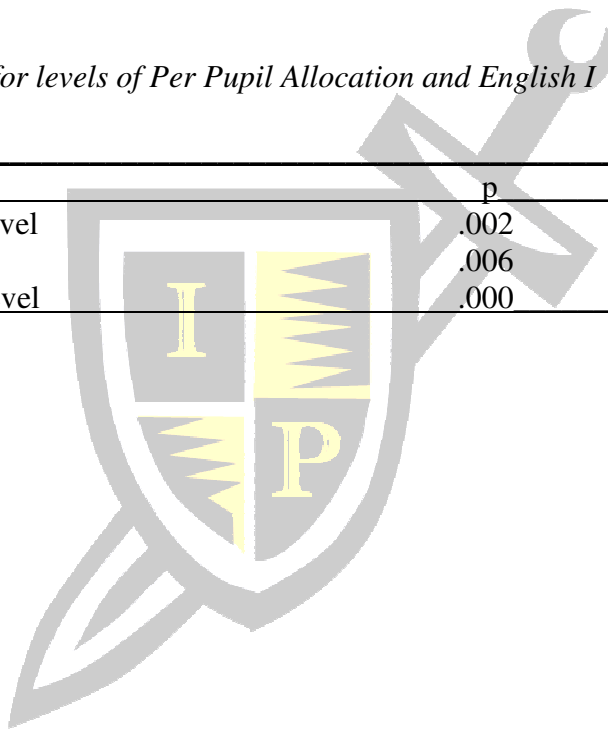 for levels of Per Pupil Allocation and English I
p
vel .002
.006
vel .000
I
P